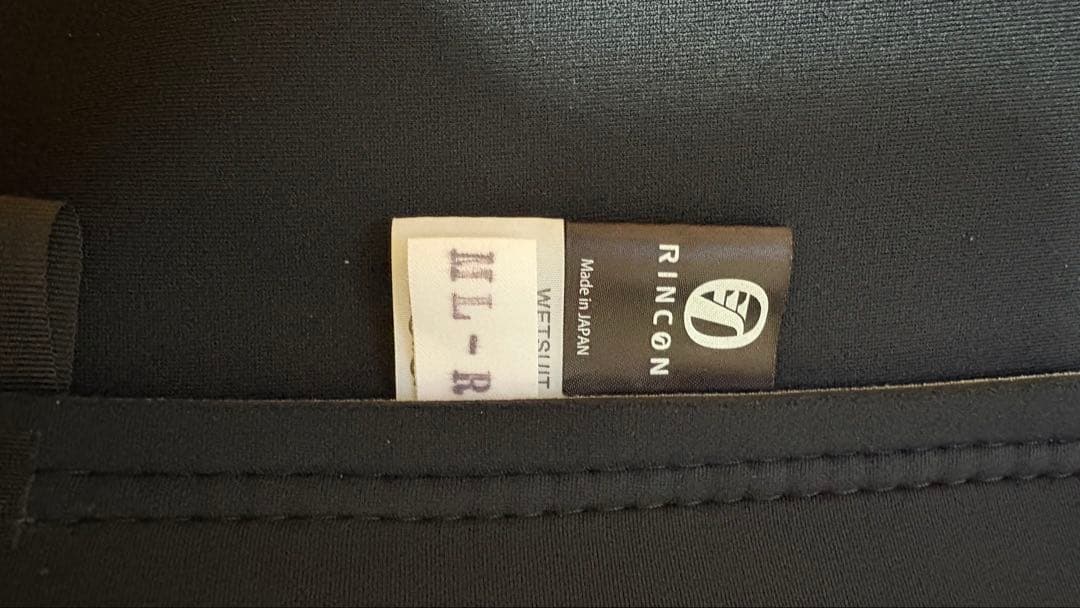 RINCON
Made in JAPAN
WETSUIT
ML-R